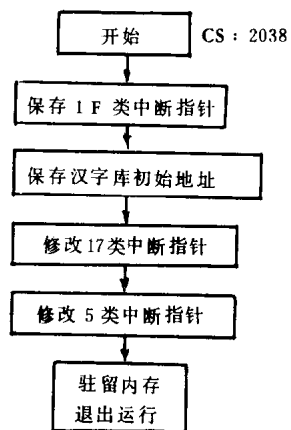 开始 CS：2038
保存 1F 类中断指针
保存汉字库初始地址
修改17类中断指针
修改 5 类中断指针
驻留内存
退出运行